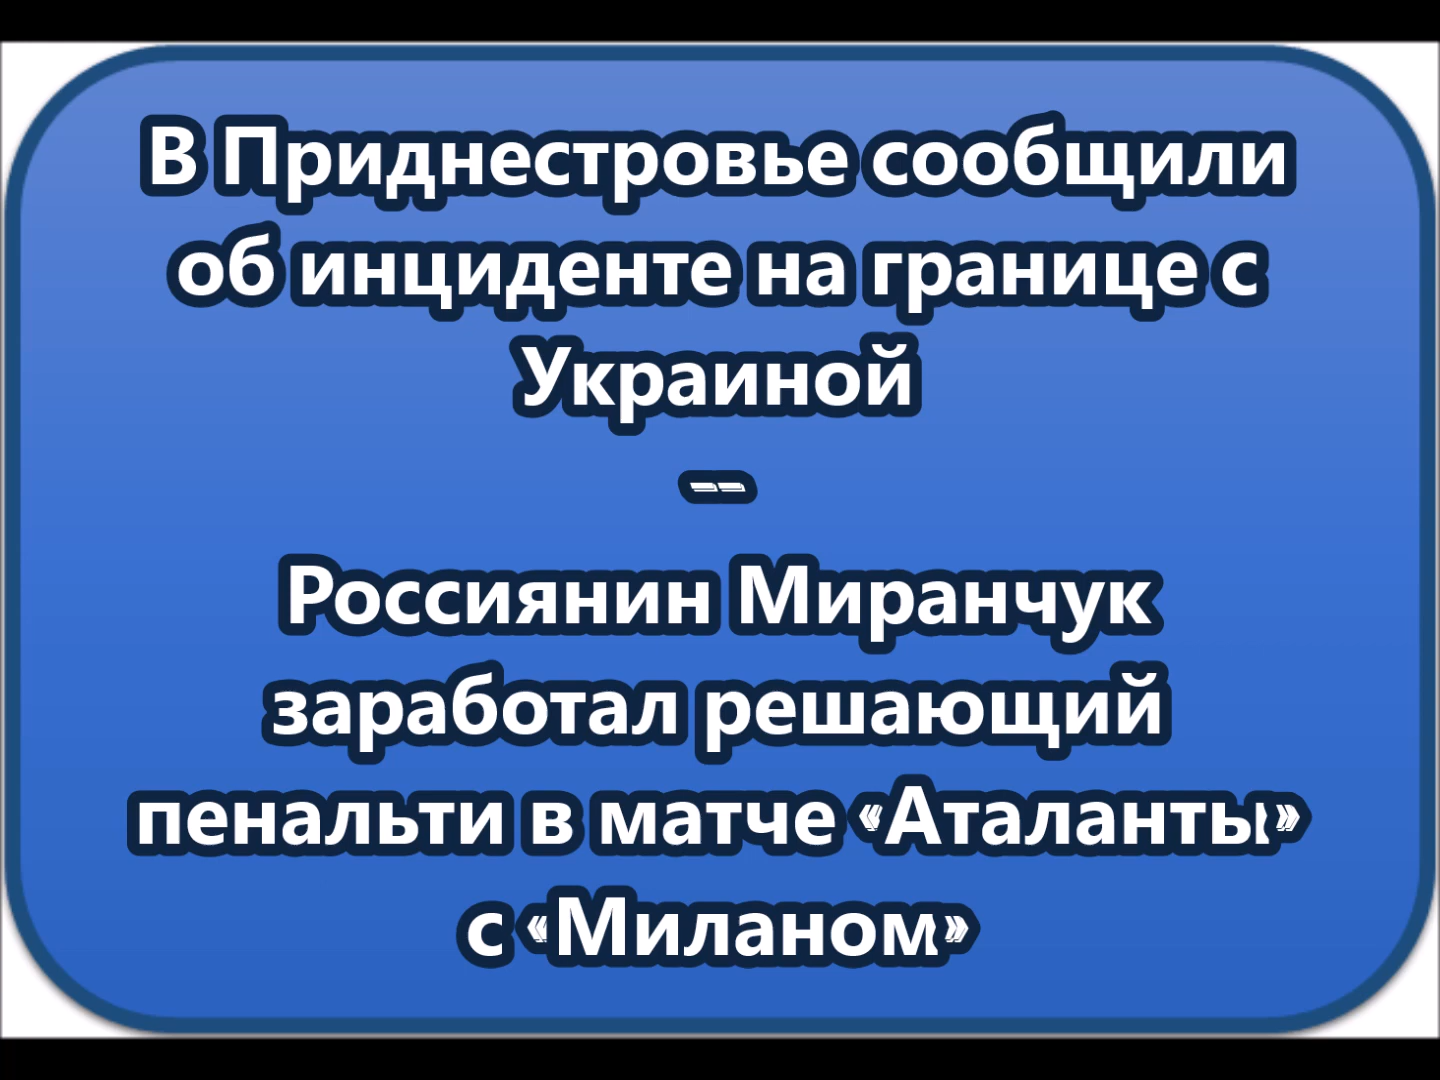 В Приднестровье сообщили
об инциденте на границе с
Украиной
--
Россиянин Миранчук
заработал решающий
пенальти в матче «Аталанты»
с «Миланом»